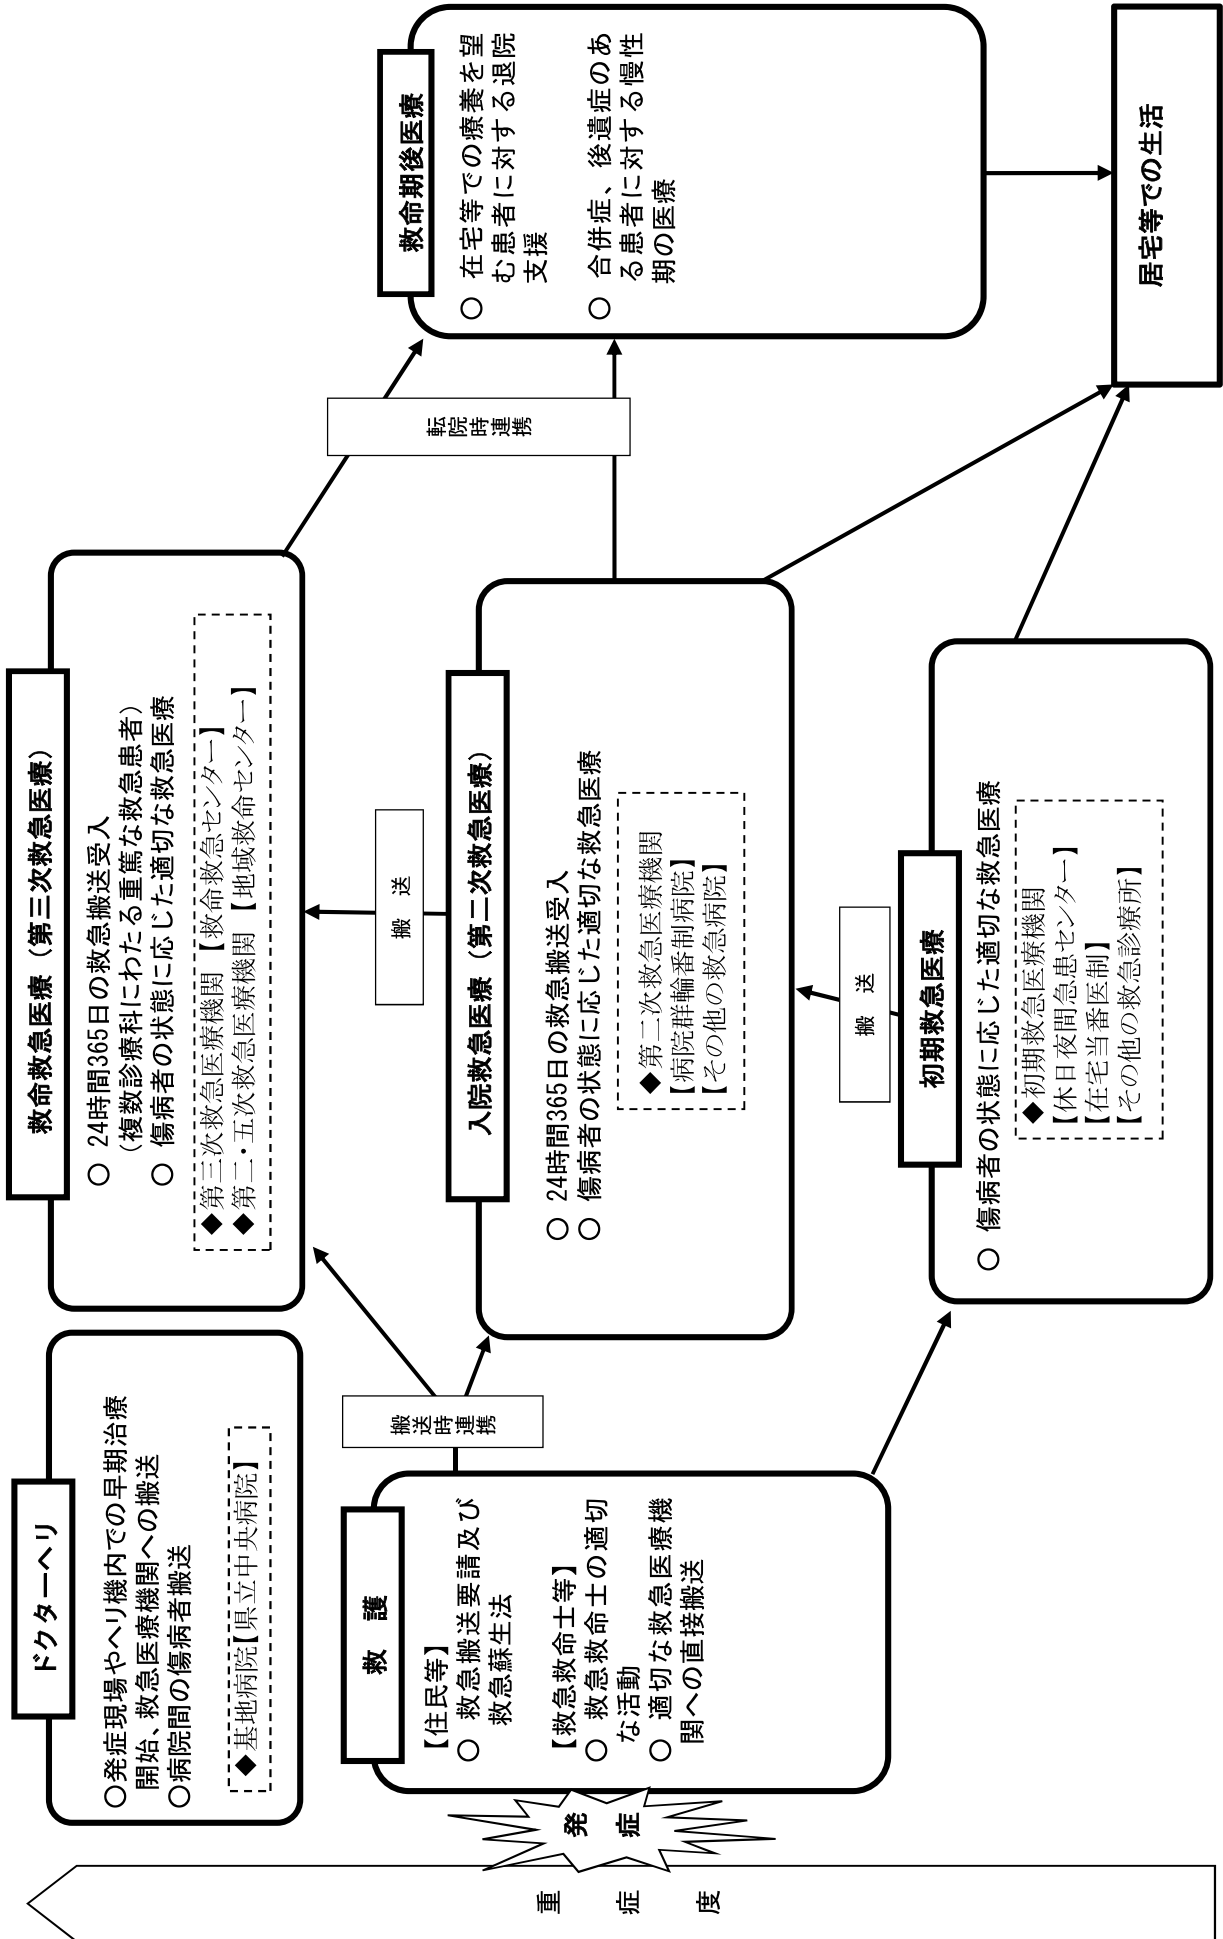 重
症
度
発
症
ドクターヘリ
○発症現場やヘリ機内での早期治療
開始、救急医療機関への搬送
○病院間の傷病者搬送
◆基地病院【県立中央病院】
救　護
【住民等】
○　救急搬送要請及び
救急蘇生法
【救急救命士等】
○　救急救命士の適切
な活動
○　適切な救急医療機
関への直接搬送
搬送時連携
救命救急医療（第三次救急医療）
○　24時間365日の救急搬送受入
（複数診療科にわたる重篤な救急患者）
○　傷病者の状態に応じた適切な救急医療
◆第三次救急医療機関【救命救急センター】
◆第二・五次救急医療機関【地域救命センター】
搬　送
入院救急医療（第二次救急医療）
○　24時間365日の救急搬送受入
○　傷病者の状態に応じた適切な救急医療
◆第二次救急医療機関
【病院群輪番制病院】
【その他の救急病院】
搬　送
初期救急医療
○　傷病者の状態に応じた適切な救急医療
◆初期救急医療機関
【休日夜間急患センター】
【在宅当番医制】
【その他の救急診療所】
転院時連携
救命期後医療
○　在宅等での療養を望
む患者に対する退院
支援
○　合併症、後遺症のあ
る患者に対する慢性
期の医療
居宅等での生活